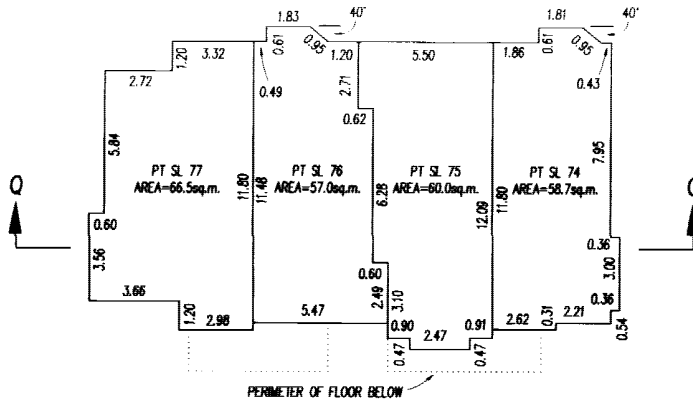 1.83 40° 1.81 40°
1.20 3.32 0.61 0.95 1.20 5.50 1.86 0.61 0.95
2.72 0.49 2.71 0.43
0.62
5.84 7.95
Q PT SL 77 PT SL 76 PT SL 75 PT SL 74
AREA=66.5sq.m. 11.80 11.48 AREA=57.0sq.m. 6.28 AREA=60.0sq.m. 12.09 11.80 AREA=58.7sq.m.
0.60 0.36
3.56 0.60 3.00
3.66 2.49 3.10 0.36
1.20 2.98 5.47 0.90 2.47 0.91 2.62 0.31 2.21 0.54
0.47 0.47
PERIMETER OF FLOOR BELOW